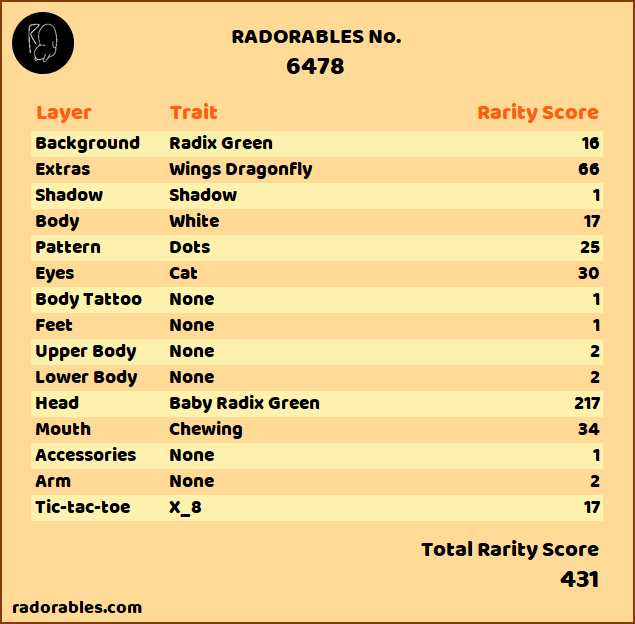 RADORABLES No.
6478
Layer Trait Rarity Score
Background Radix Green 16
Extras Wings Dragonfly 66
Shadow Shadow 1
Body White 17
Pattern Dots 25
Eyes Cat 30
Body Tattoo None 1
Feet None 1
Upper Body None 2
Lower Body None 2
Head Baby Radix Green 217
Mouth Chewing 34
Accessories None 1
Arm None 2
Tic-tac-toe X_8 17
Total Rarity Score
431
radorables.com